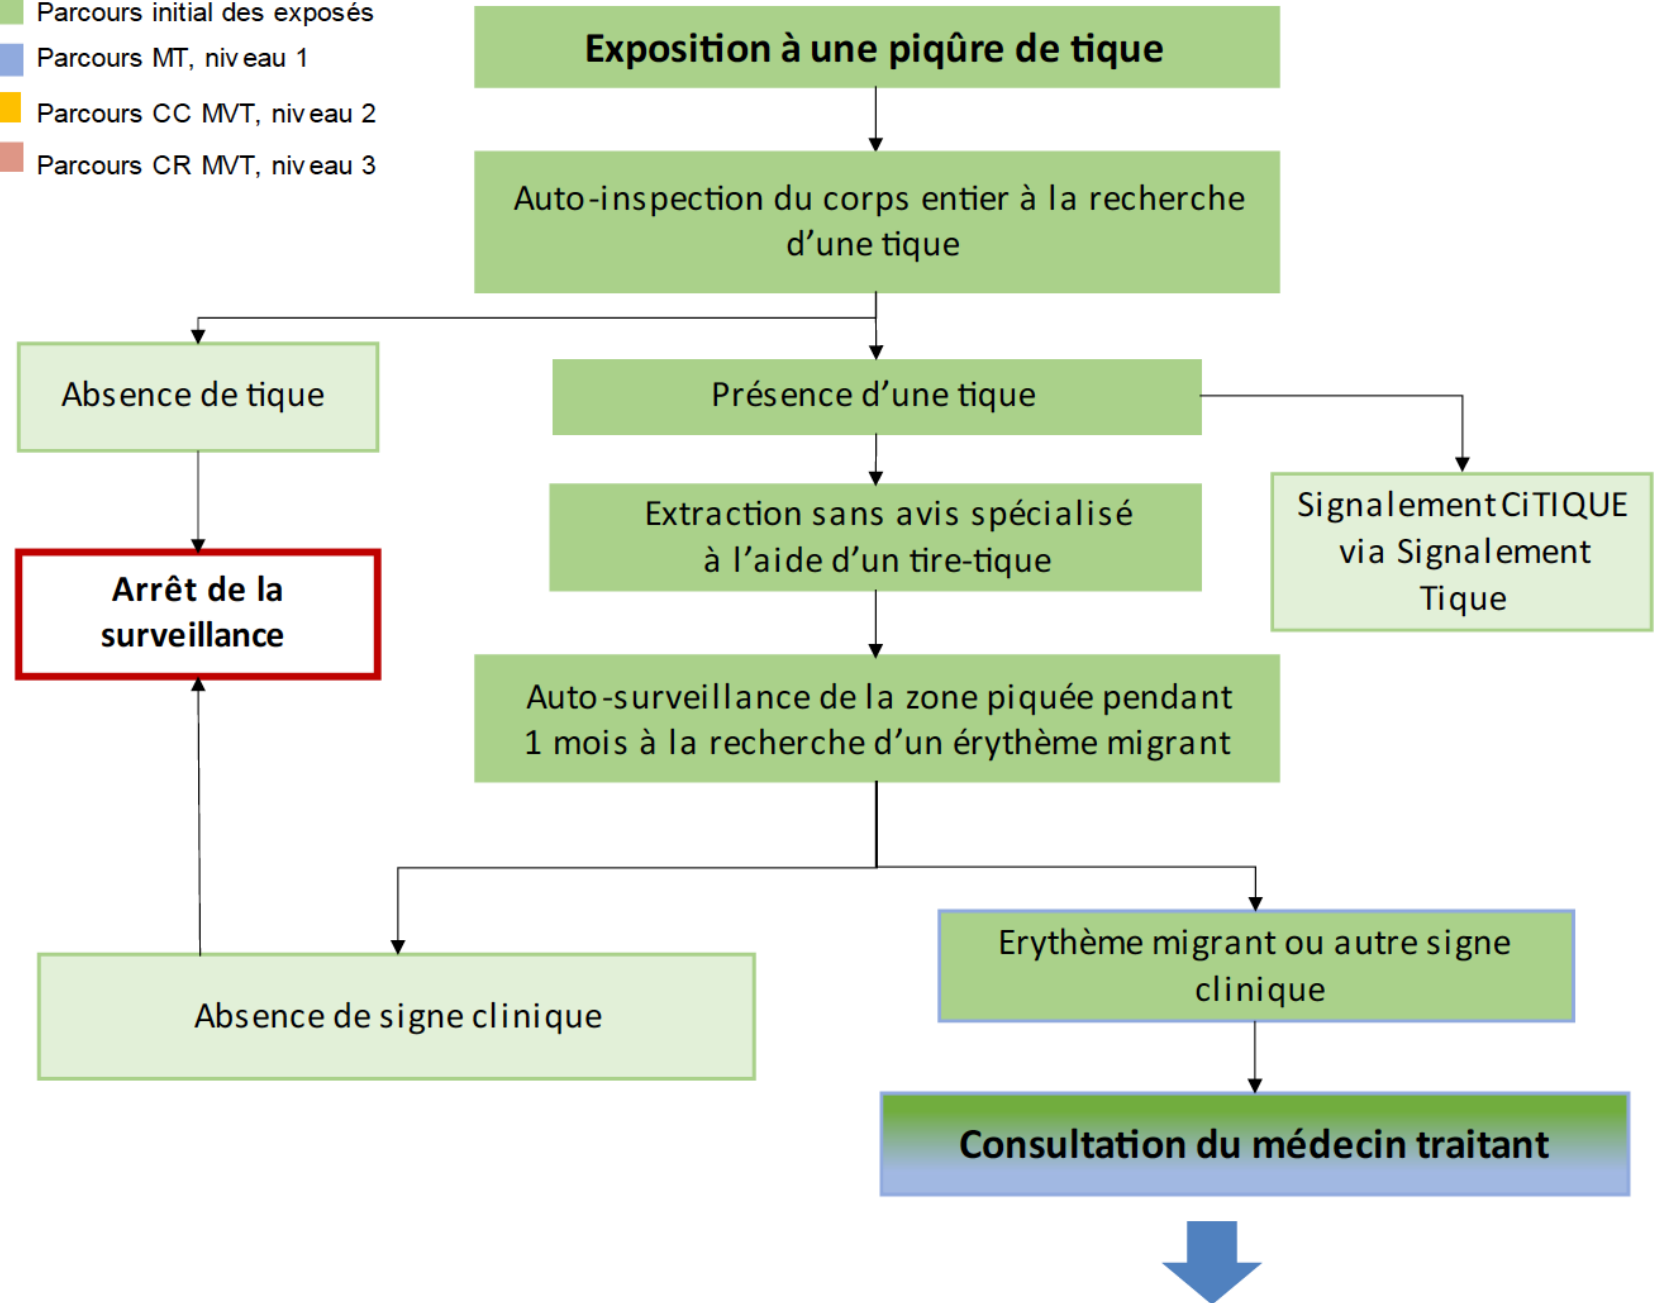 Parcours initial des exposés
Parcours MT, niveau 1
Parcours CC MVT, niveau 2
Parcours CR MVT, niveau 3
Exposition à une piqûre de tique
Auto-inspection du corps entier à la recherche
d’une tique
Absence de tique
Présence d’une tique
Extraction sans avis spécialisé
à l’aide d’un tire-tique
Signalement CiTIQUE
via Signalement
Tique
Arrêt de la
surveillance
Auto-surveillance de la zone piquée pendant
1 mois à la recherche d’un érythème migrant
Absence de signe clinique
Erythème migrant ou autre signe
clinique
Consultation du médecin traitant